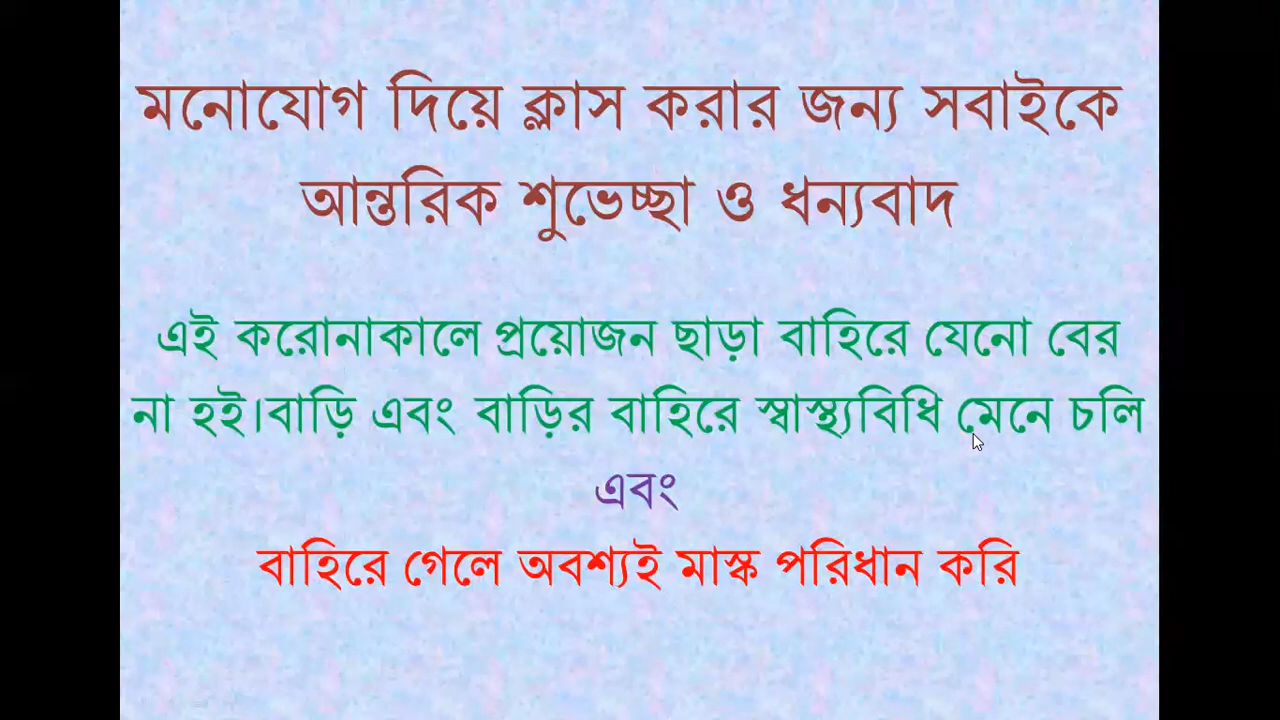 মনোযোগ দিয়ে ক্লাস করার জন্য সবাইকে
আন্তরিক শুভেচ্ছা ও ধন্যবাদ
এই করোনাকালে প্রয়োজন ছাড়া বাহিরে যেনো বের
না হই।বাড়ি এবং বাড়ির বাহিরে স্বাস্থ্যবিধি মেনে চলি
এবং
বাহিরে গেলে অবশ্যই মাস্ক পরিধান করি